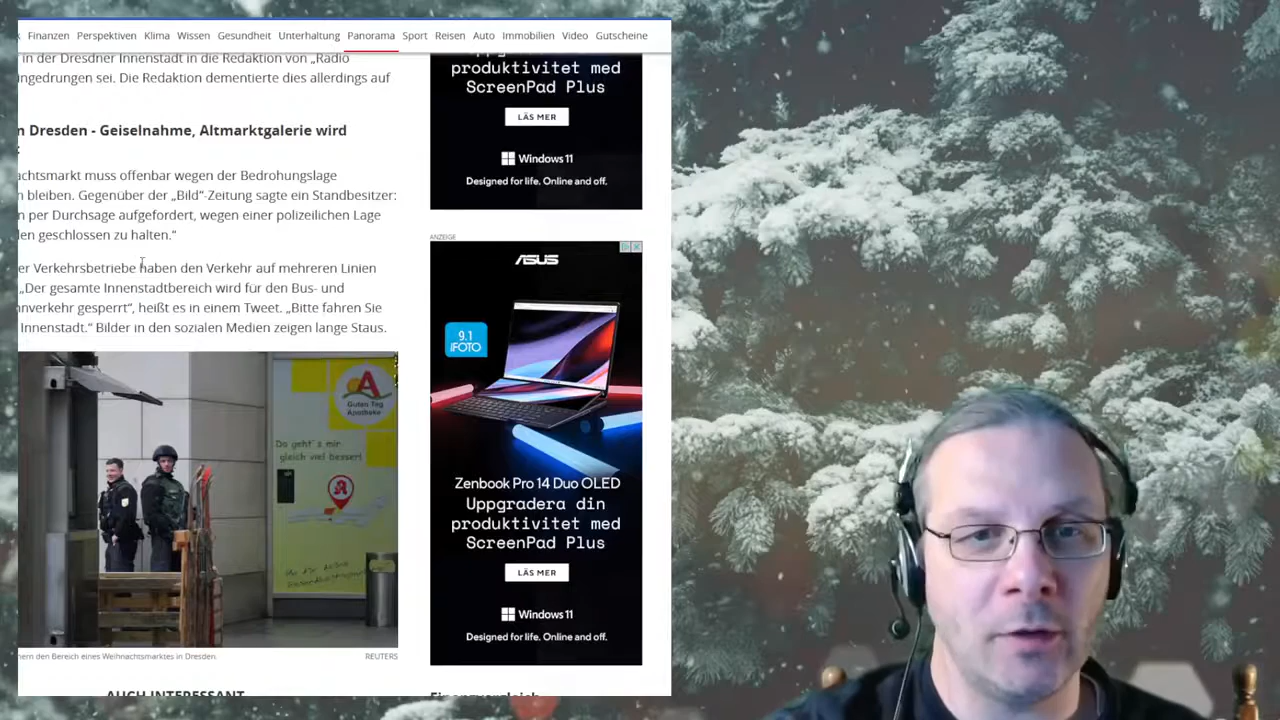 Finanzen Perspektiven Klima Wissen Gesundheit Unterhaltung Panorama Sport Reisen Auto Immobilien Video Gutscheine
in der Dresdner Innenstadt in die Redaktion von „Radio
ngedrungen sei. Die Redaktion dementierte dies allerdings auf
n Dresden - Geiselnahme, Altmarktgalerie wird
achtsmarkt muss offenbar wegen der Bedrohungslage
n bleiben. Gegenüber der „Bild“-Zeitung sagte ein Standbesitzer:
n per Durchsage aufgefordert, wegen einer polizeilichen Lage
den geschlossen zu halten.“
er Verkehrsbetriebe haben den Verkehr auf mehreren Linien
„Der gesamte Innenstadtbereich wird für den Bus- und
nverkehr gesperrt“, heißt es in einem Tweet. „Bitte fahren Sie
Innenstadt.“ Bilder in den sozialen Medien zeigen lange Staus.
Guten Tag
Apotheke
Da geht's mir
gleich viel besser!
nern den Bereich eines Weihnachtsmarktes in Dresden.
REUTERS
AUCH INTERESSANT
produktivitet med
ScreenPad Plus
LÄS MER
Windows 11
Designed for life. Online and off.
ANZEIGE
ASUS
9.1
Zenbook Pro 14 Duo OLED
Uppgradera din
produktivitet med
ScreenPad Plus
LÄS MER
Windows 11
Designed for life. Online and off.